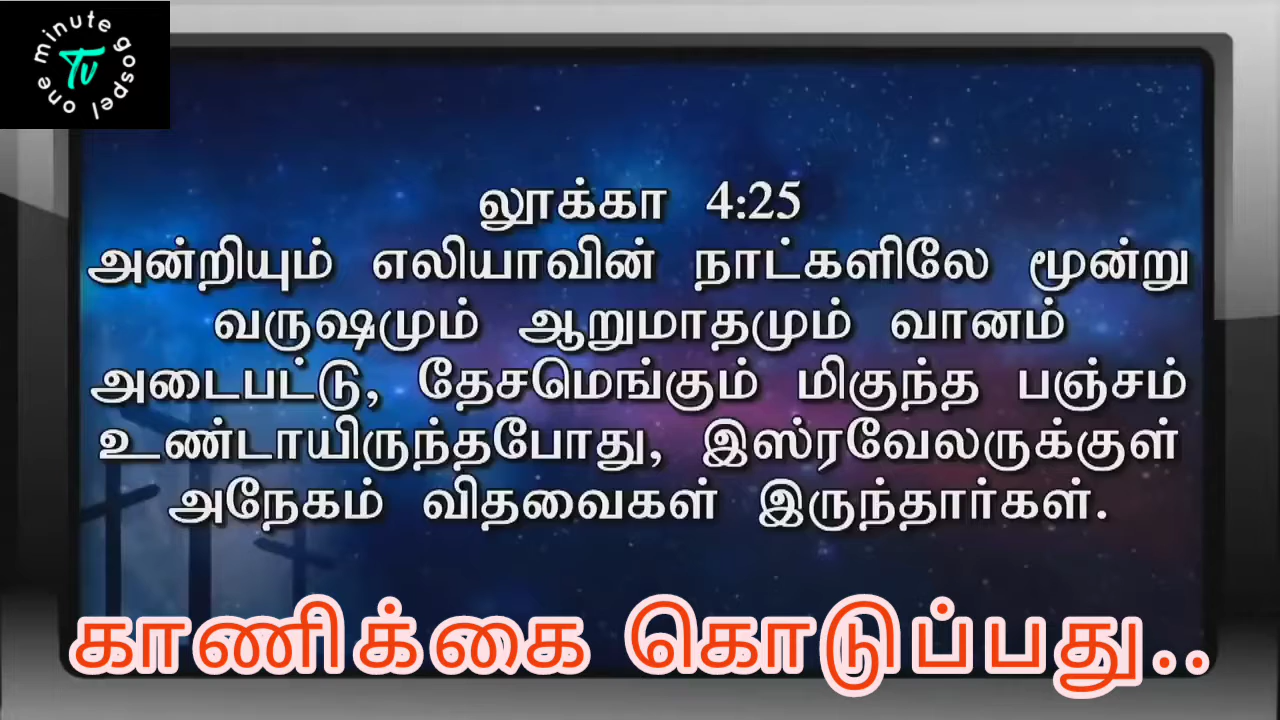 one minute gospel
Tv
லூக்கா 4:25
அன்றியும் எலியாவின் நாட்களிலே மூன்று
வருஷமும் ஆறுமாதமும் வானம்
அடைபட்டு, தேசமெங்கும் மிகுந்த பஞ்சம்
உண்டாயிருந்தபோது, இஸ்ரவேலருக்குள்
அநேகம் விதவைகள் இருந்தார்கள்.
காணிக்கை கொடுப்பது..